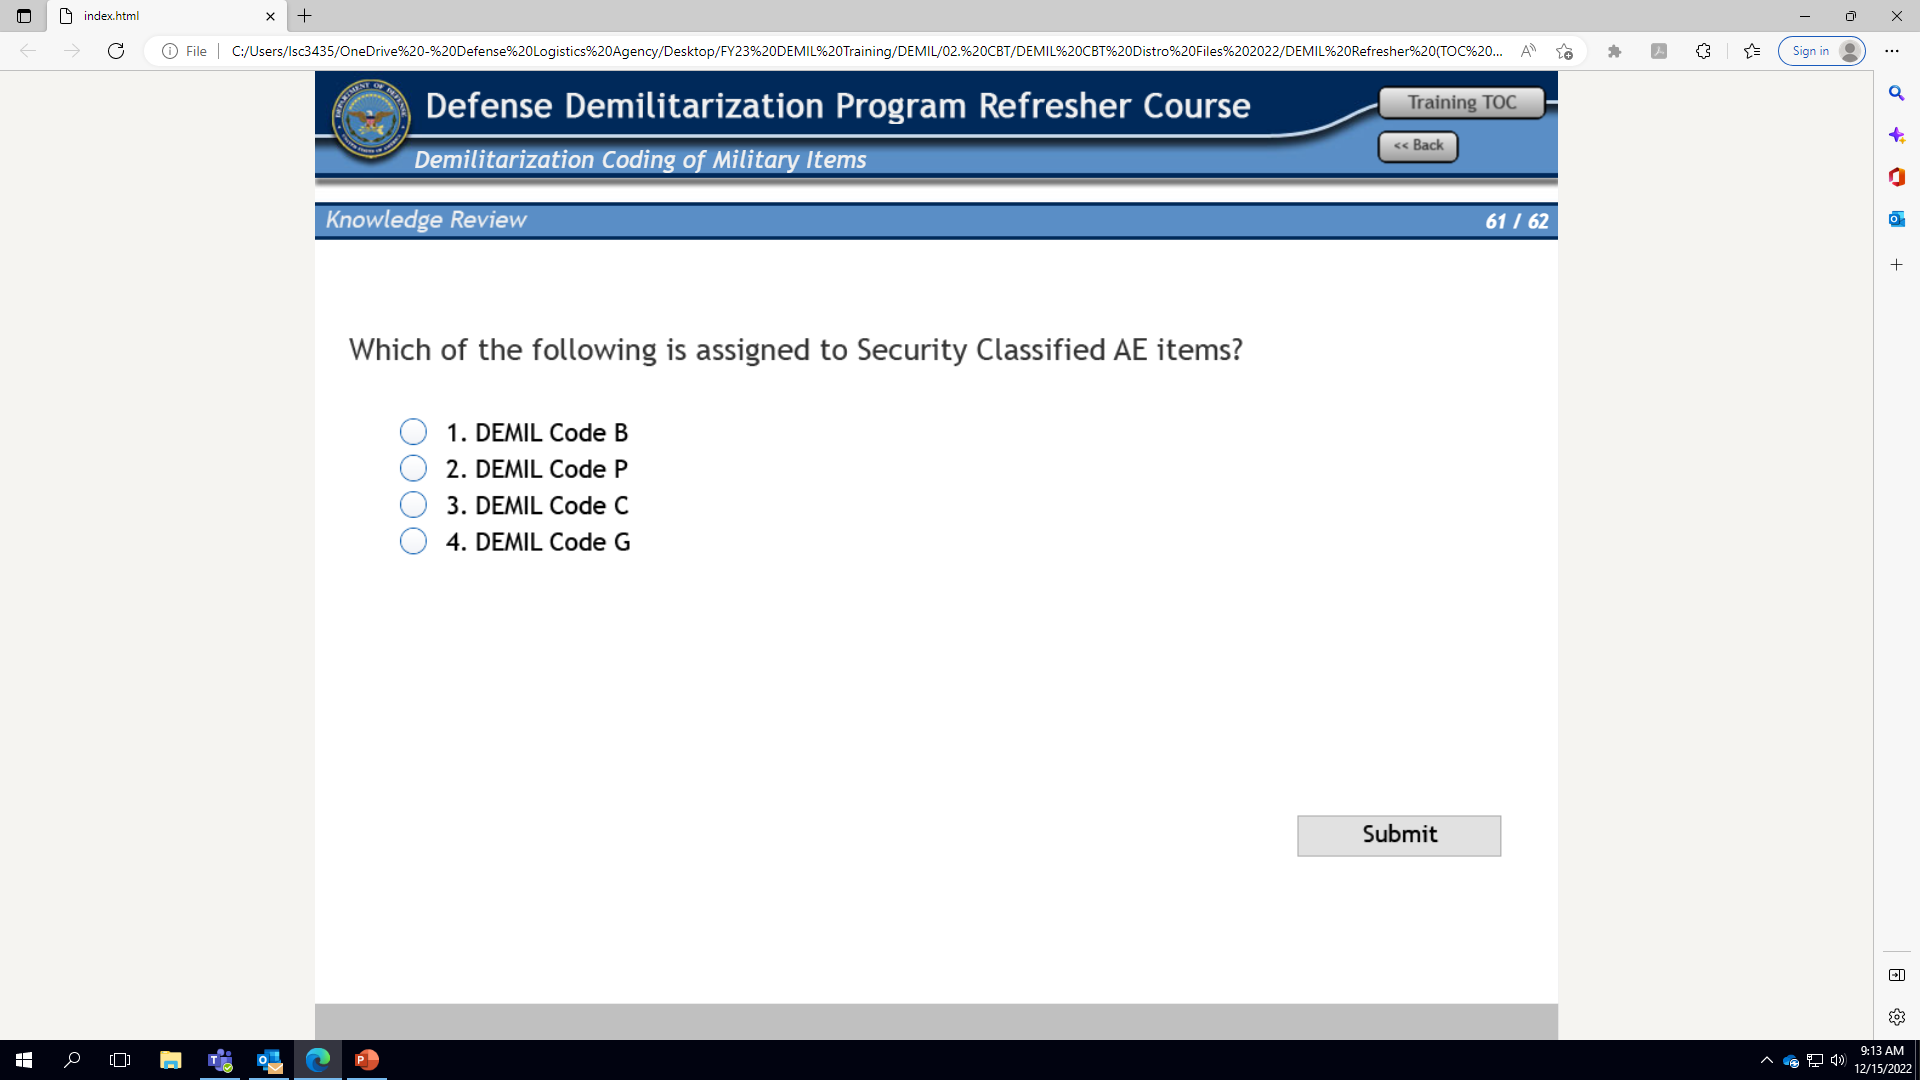 index.html
File
C:/Users/lsc3435/OneDrive%20-%20Defense%20Logistics%20Agency/Desktop/FY23%20DEMIL%20Training/DEMIL/02.%20CBT/DEMIL%20CBT%20Distro%20Files%202022/DEMIL%20Refresher%20(TOC%20...
Sign in
Defense Demilitarization Program Refresher Course
Training TOC
<< Back
Demilitarization Coding of Military Items
Knowledge Review
61 / 62
Which of the following is assigned to Security Classified AE items?
1. DEMIL Code B
2. DEMIL Code P
3. DEMIL Code C
4. DEMIL Code G
Submit
9:13 AM
12/15/2022